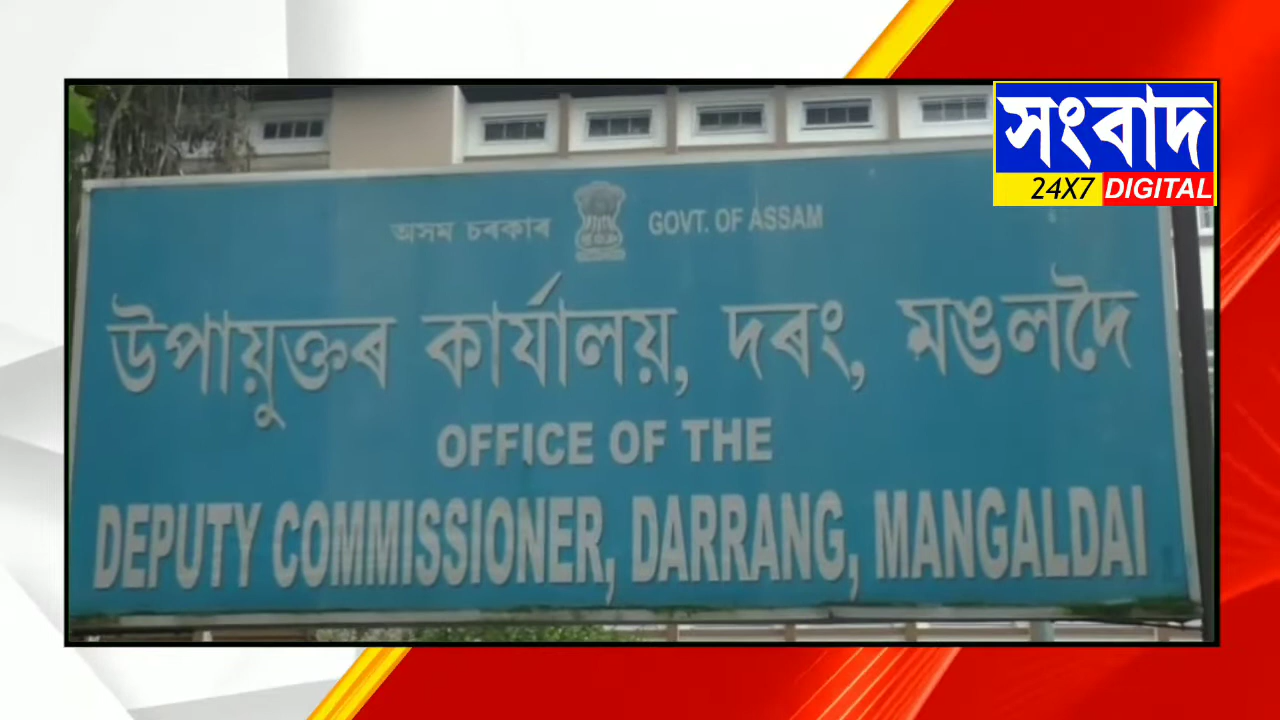 সংবাদ
24X7 DIGITAL
অসম চৰকাৰ GOVT. OF ASSAM
উপায়ুক্তৰ কাৰ্য্যালয়, দৰং, মঙলদৈ
OFFICE OF THE
DEPUTY COMMISSIONER, DARRANG, MANGALDAI